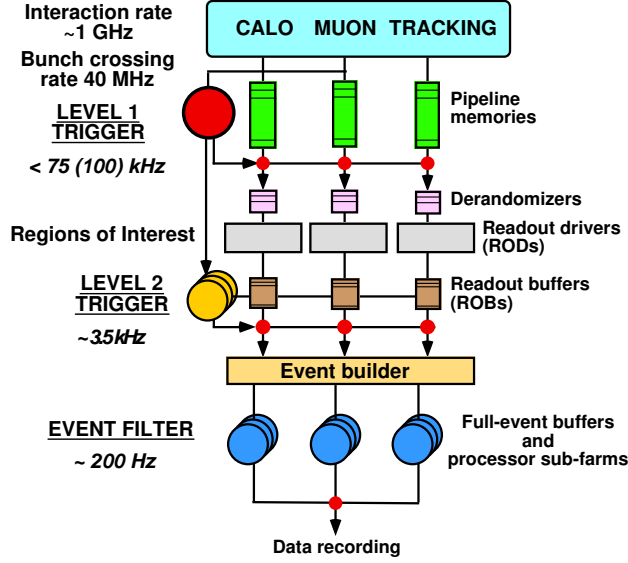 Interaction rate
~1 GHz
CALO MUON TRACKING
Bunch crossing
rate 40 MHz
LEVEL 1
TRIGGER
< 75 (100) kHz
Pipeline
memories
Derandomizers
Regions of Interest
Readout drivers
(RODs)
LEVEL 2
TRIGGER
~3.5kHz
Readout buffers
(ROBs)
Event builder
EVENT FILTER
~ 200 Hz
Full-event buffers
and
processor sub-farms
Data recording